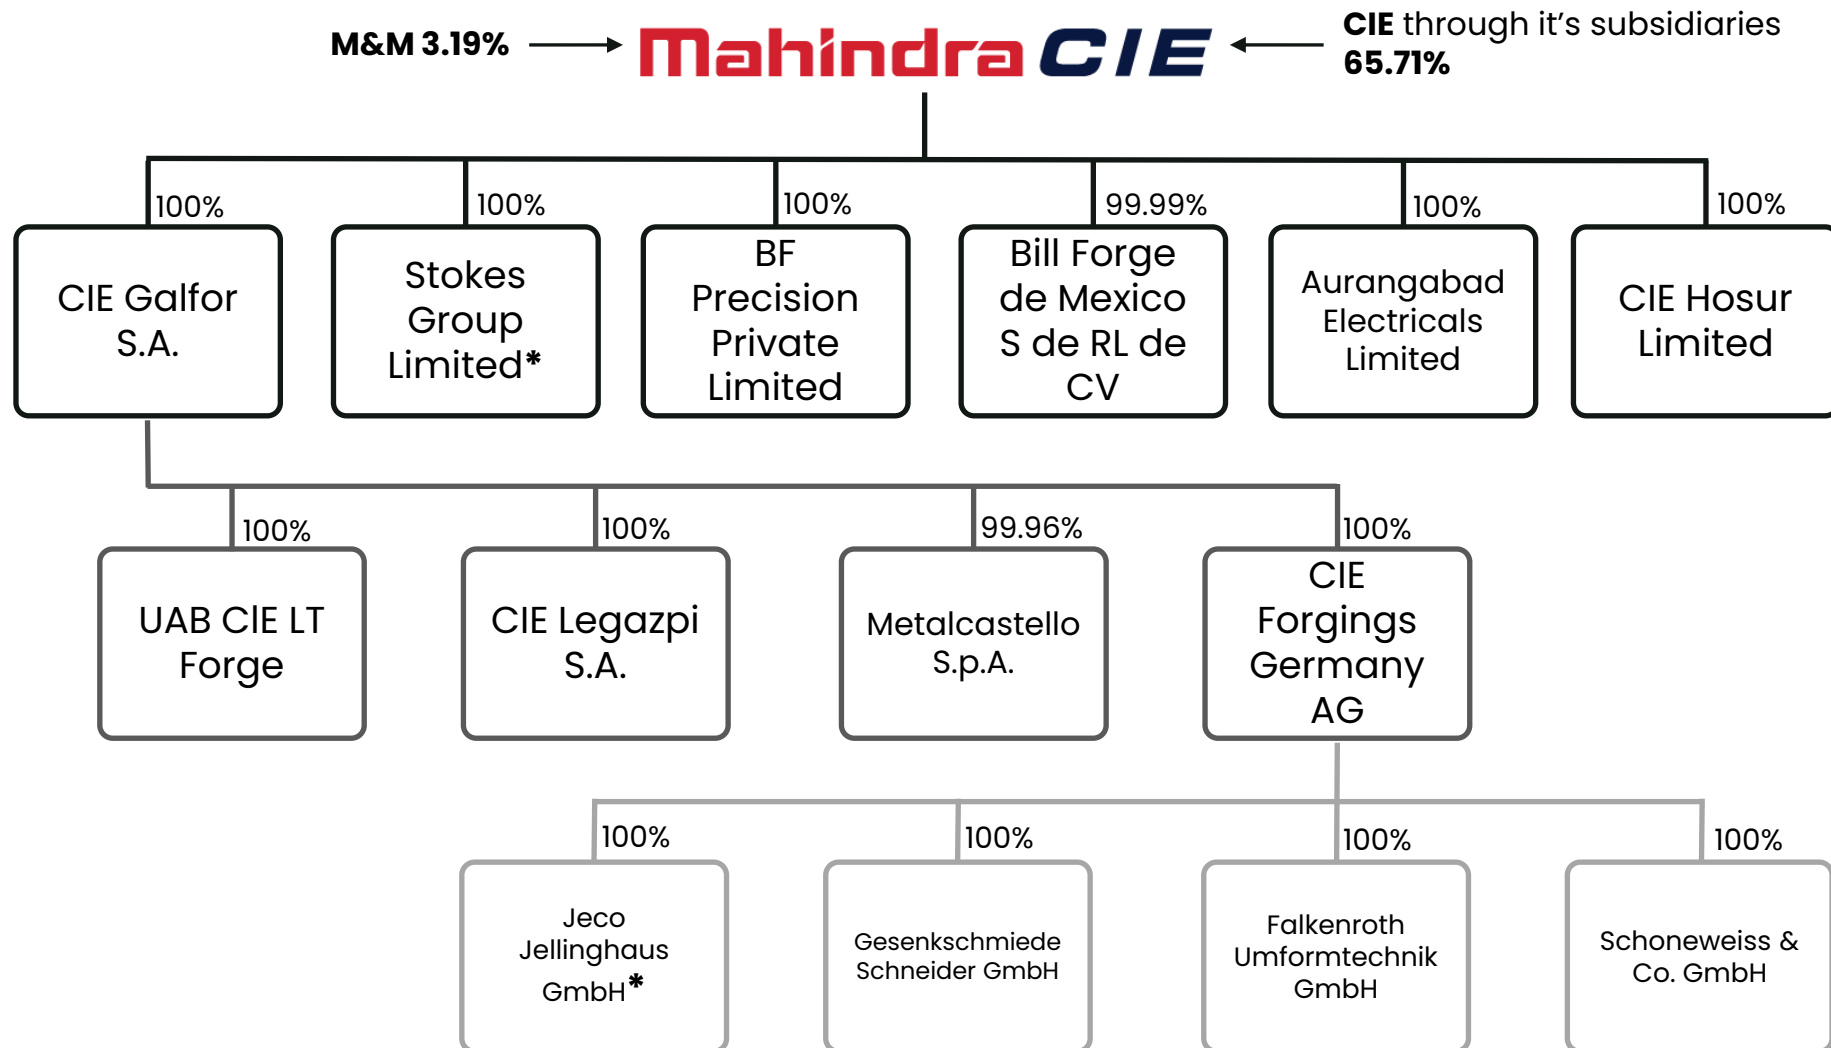 M&M 3.19%
Mahindra CIE
CIE through it's subsidiaries
65.71%
100%
100%
100%
99.99%
100%
100%
CIE Galfor
S.A.
Stokes
Group
Limited*
BF
Precision
Private
Limited
Bill Forge
de Mexico
S de RL de
CV
Aurangabad
Electricals
Limited
CIE Hosur
Limited
100%
100%
99.96%
100%
UAB CIE LT
Forge
CIE Legazpi
S.A.
Metalcastello
S.p.A.
CIE
Forgings
Germany
AG
100%
100%
100%
100%
Jeco
Jellinghaus
GmbH*
Gesenkschmiede
Schneider GmbH
Falkenroth
Umformtechnik
GmbH
Schoneweiss &
Co. GmbH